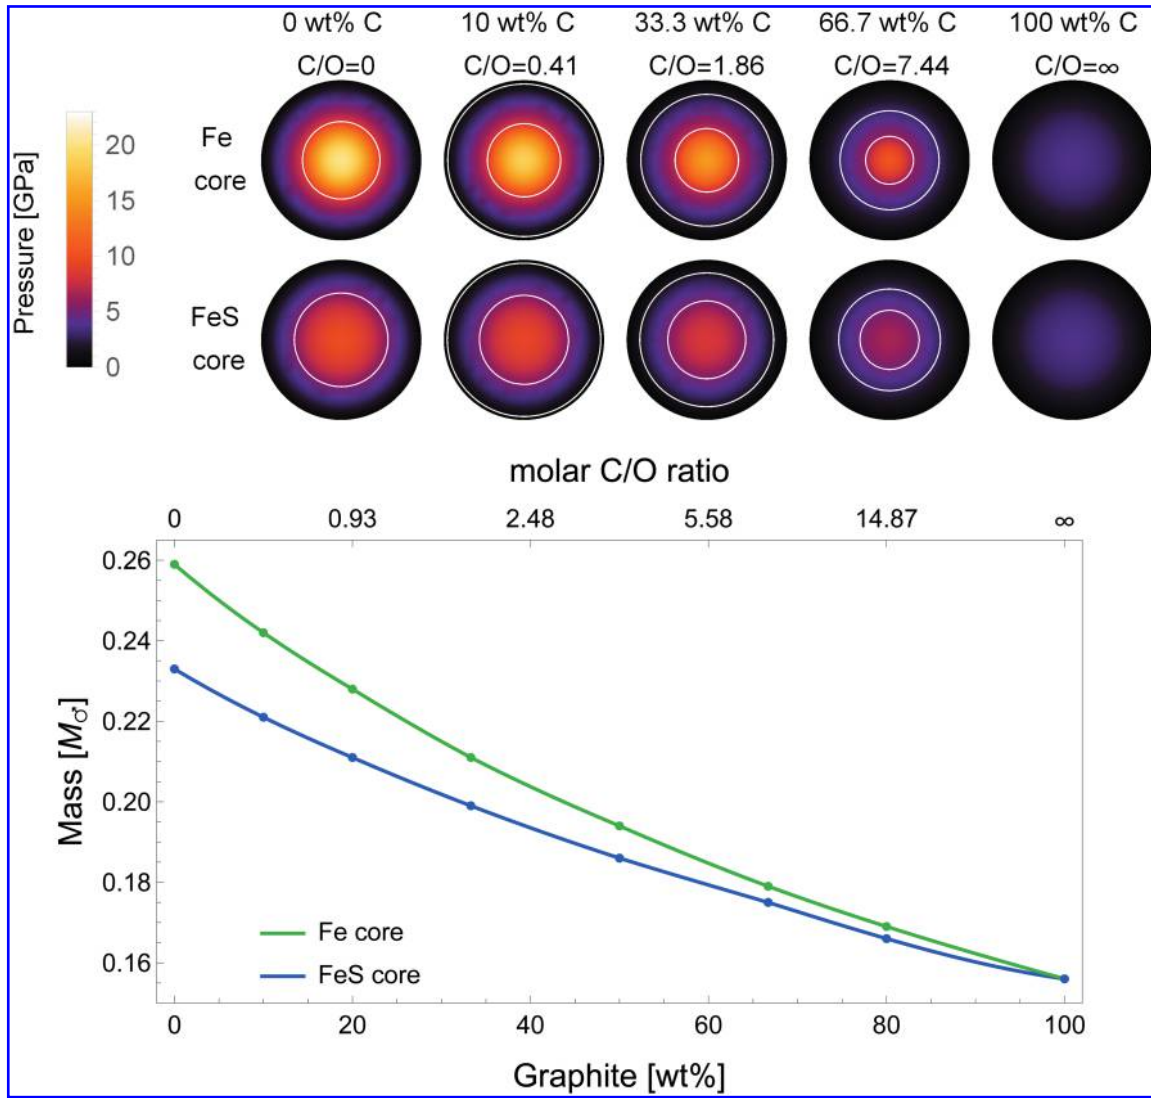 0 wt% C 10 wt% C 33.3 wt% C 66.7 wt% C 100 wt% C
C/O=0 C/O=0.41 C/O=1.86 C/O=7.44 C/O=∞
Pressure [GPa]
20
15
10
5
0
Fe
core
FeS
core
molar C/O ratio
0 0.93 2.48 5.58 14.87 ∞
Mass [M♂]
0.26
0.24
0.22
0.20
0.18
0.16
Fe core
FeS core
0 20 40 60 80 100
Graphite [wt%]